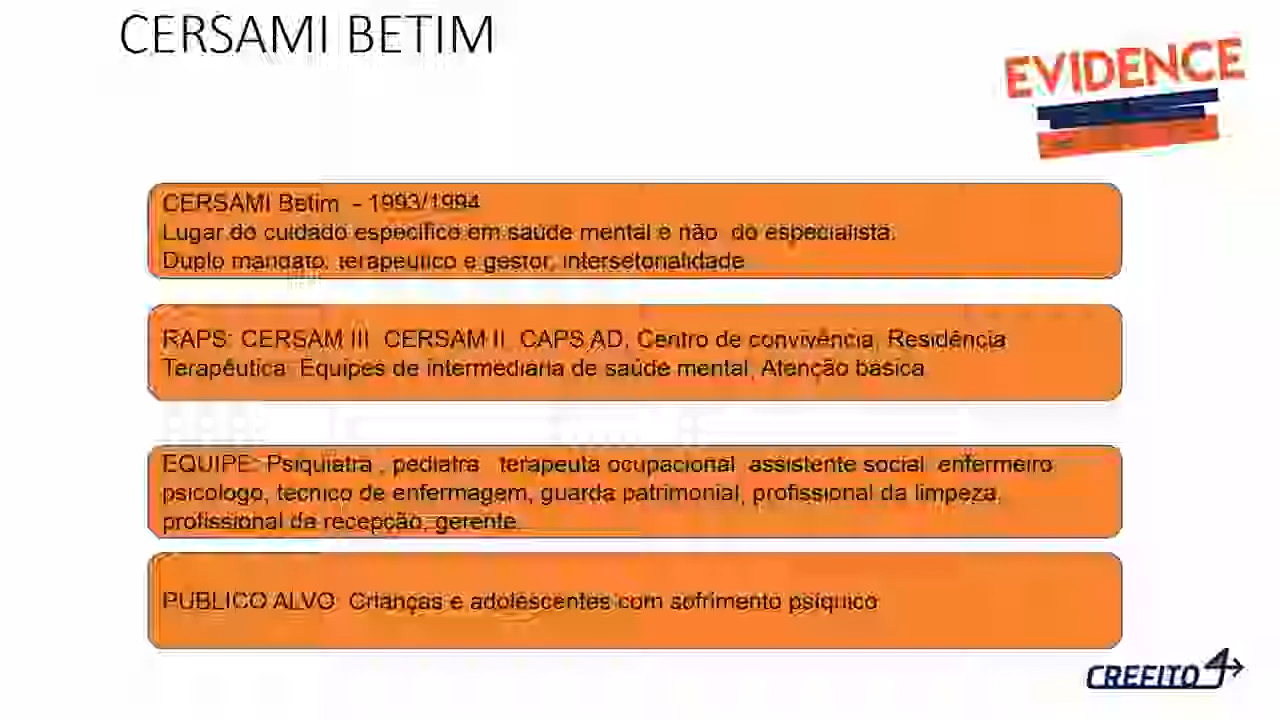 CERSAMI BETIM
EVIDENCE
CERSAMI Betim - 1993/1994
Lugar do cuidado específico em saúde mental e não do especialista.
Duplo mandato: terapeutico e gestor, intersetorialidade
RAPS: CERSAM III, CERSAM II, CAPS AD, Centro de convivência, Residência
Terapêutica, Equipes de intermediaria de saúde mental, Atenção básica
EQUIPE: Psiquiatra , pediatra , terapeuta ocupacional, assistente social, enfermeiro
psicologo, tecnico de enfermagem, guarda patrimonial, profissional da limpeza,
profissional da recepção, gerente.
PUBLICO ALVO: Crianças e adolescentes com sofrimento psíquico
CREFITO4